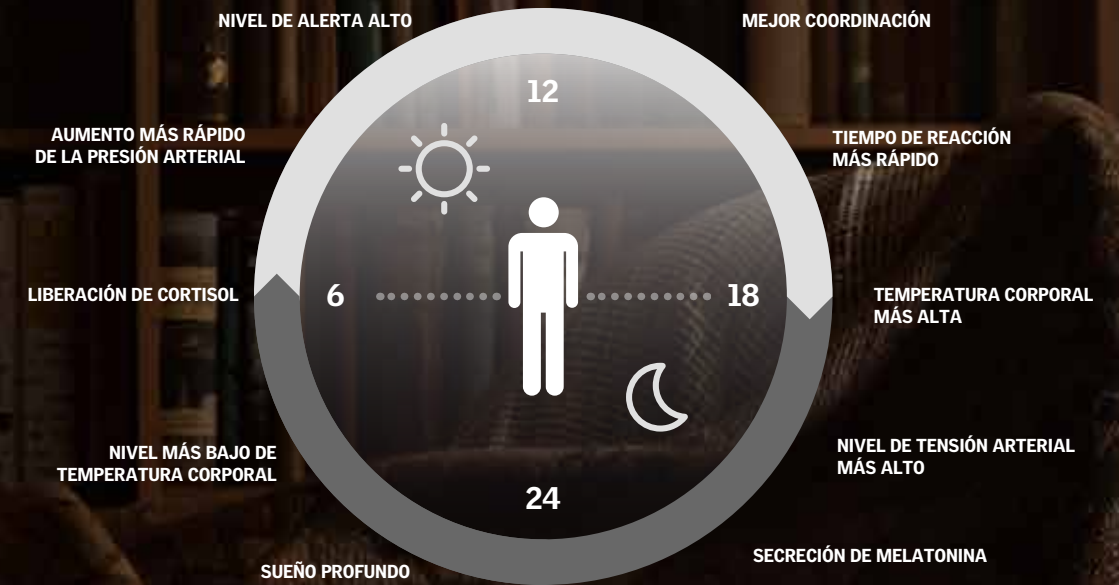 NIVEL DE ALERTA ALTO
MEJOR COORDINACIÓN
12
AUMENTO MÁS RÁPIDO
DE LA PRESIÓN ARTERIAL
TIEMPO DE REACCIÓN
MÁS RÁPIDO
LIBERACIÓN DE CORTISOL
6
18
TEMPERATURA CORPORAL
MÁS ALTA
NIVEL MÁS BAJO DE
TEMPERATURA CORPORAL
NIVEL DE TENSIÓN ARTERIAL
MÁS ALTO
24
SUEÑO PROFUNDO
SECRECIÓN DE MELATONINA